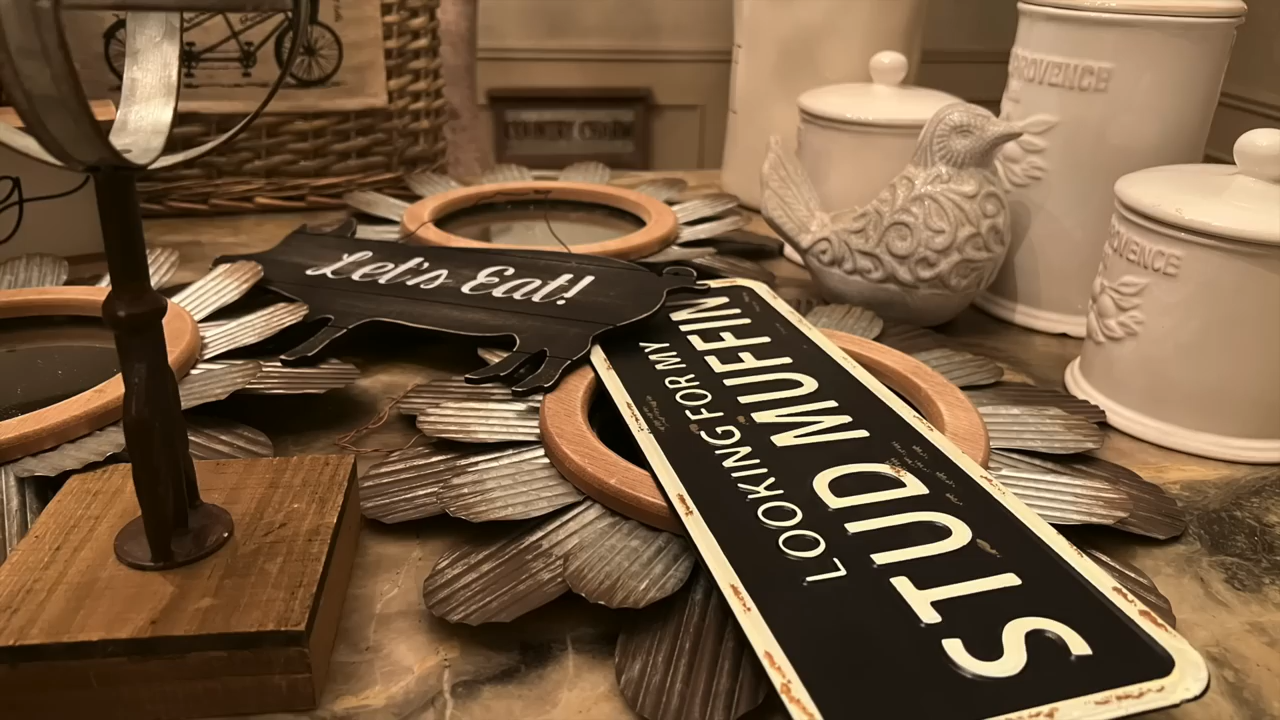 PROVENCE
PROVENCE
Let's Eat!
LOOKING FOR MY
STUD MUFFIN